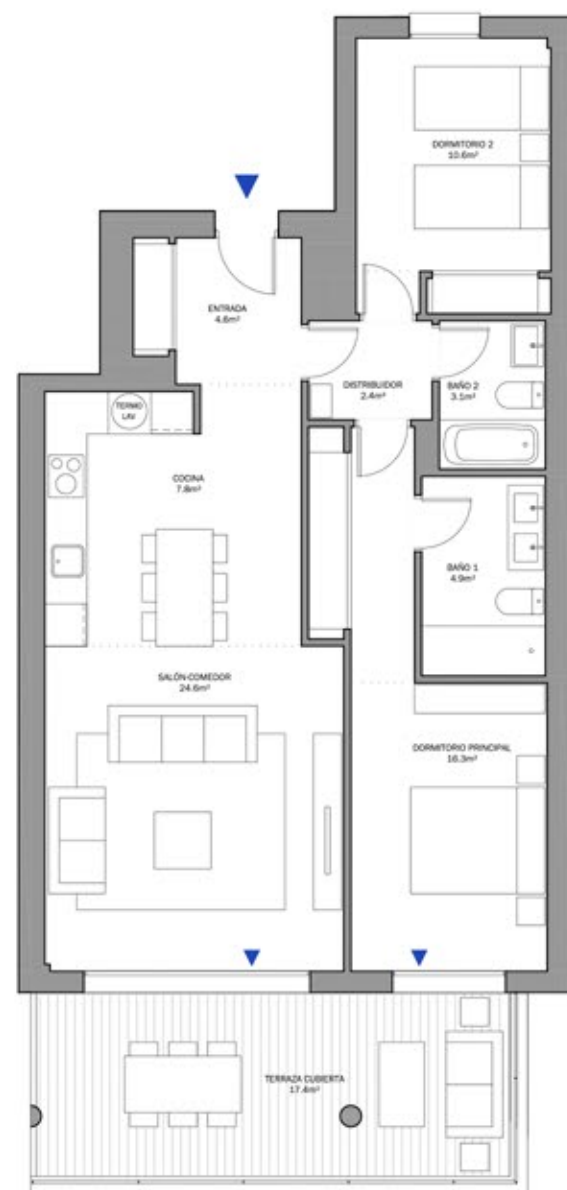 DORMITORIO 2
10.6m²
ENTRADA
4.6m²
DISTRIBUIDOR
2.4m²
BAÑO 2
3.1m²
TERMO
LAV.
COCINA
7.8m²
BAÑO 1
4.9m²
SALÓN-COMEDOR
24.6m²
DORMITORIO PRINCIPAL
16.3m²
TERRAZA CUBIERTA
17.4m²